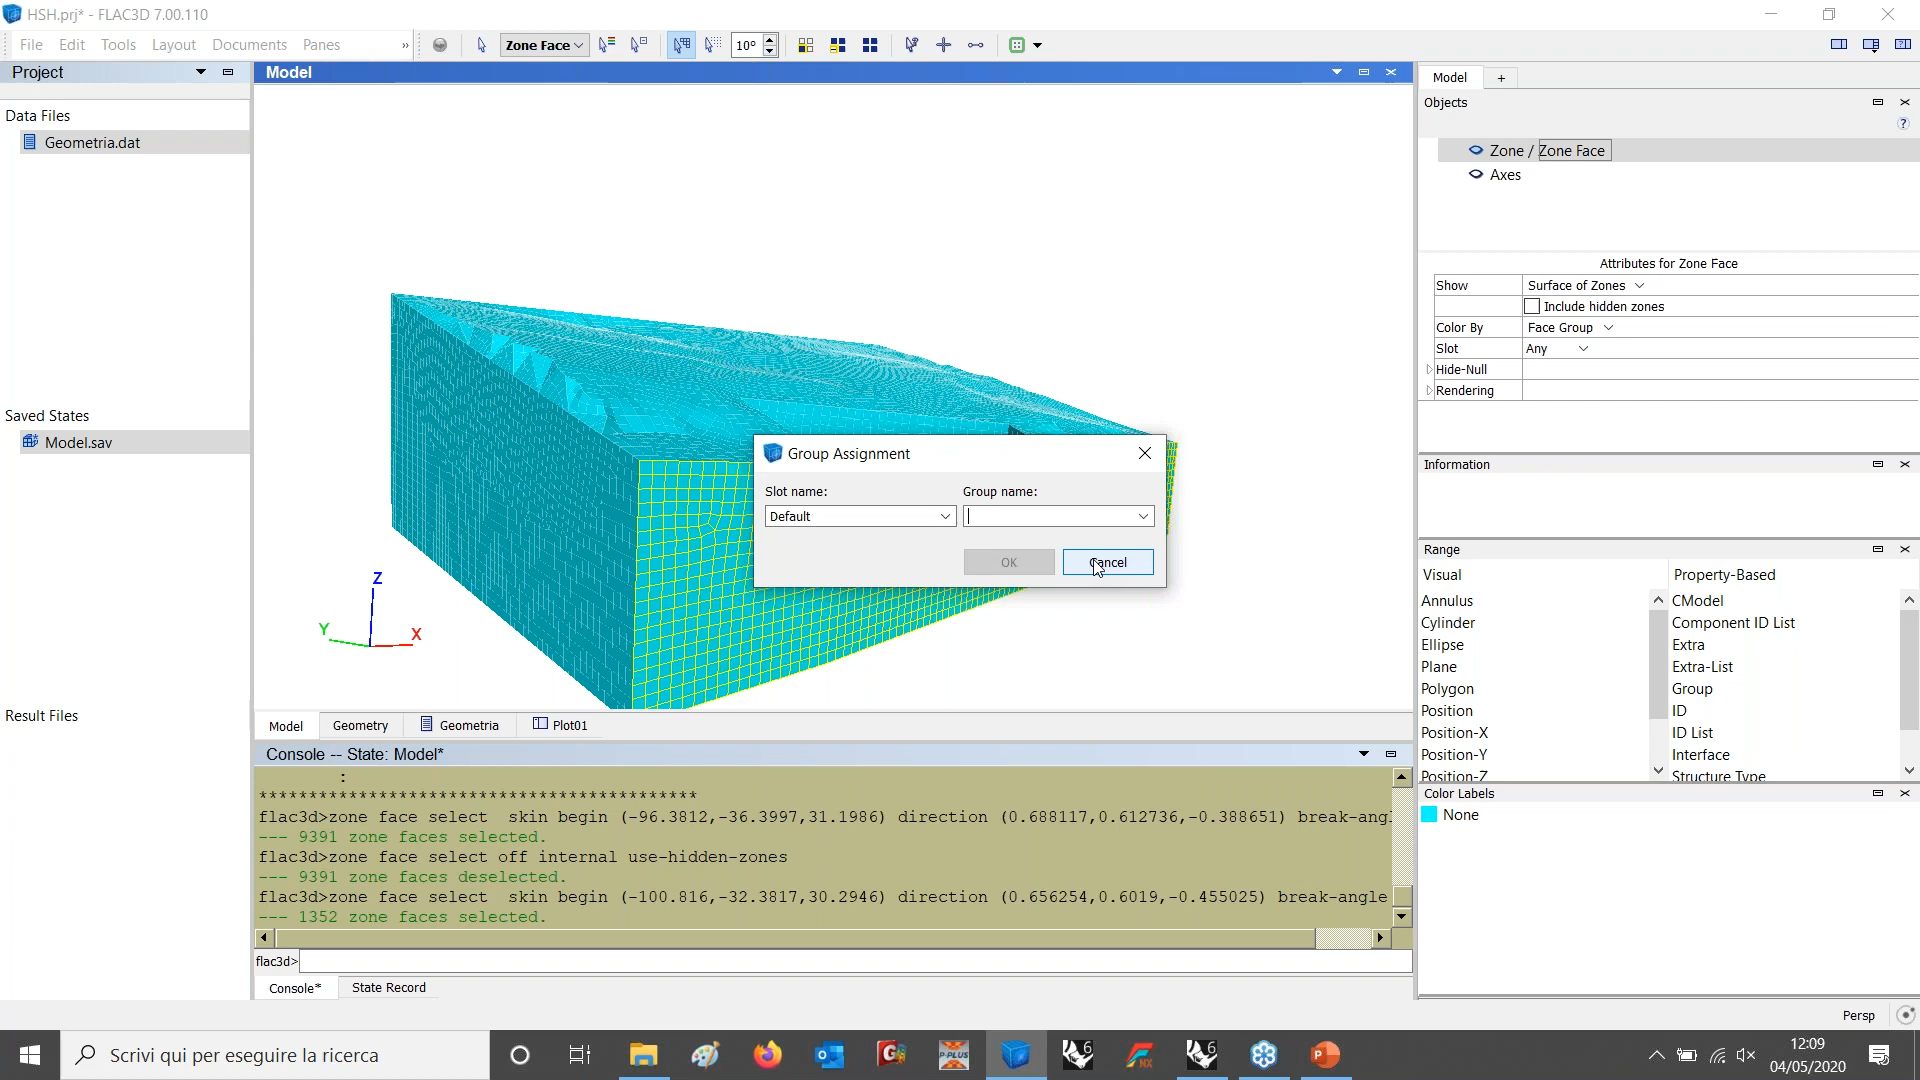 HSH.prj* - FLAC3D 7.00.110
File Edit Tools Layout Documents Panes »
Zone Face
10°
Project
Model
Model +
Data Files
Geometria.dat
Objects
?
Zone / Zone Face
Axes
Attributes for Zone Face
Show Surface of Zones
Include hidden zones
Color By Face Group
Slot Any
Hide-Null
Rendering
Saved States
Model.sav
Result Files
Group Assignment
Slot name: Group name:
Default
OK Cancel
Z
Y
X
Information
Range
Visual Property-Based
Annulus CModel
Cylinder Component ID List
Ellipse Extra
Plane Extra-List
Polygon Group
Position ID
Position-X ID List
Position-Y Interface
Position-Z Structure Type
Color Labels
None
Model Geometry Geometria Plot01
Console -- State: Model*
:
********************************************
flac3d>zone face select  skin begin (-96.3812,-36.3997,31.1986) direction (0.688117,0.612736,-0.388651) break-angl
--- 9391 zone faces selected.
flac3d>zone face select off internal use-hidden-zones
--- 9391 zone faces deselected.
flac3d>zone face select  skin begin (-100.816,-32.3817,30.2946) direction (0.656254,0.6019,-0.455025) break-angle
--- 1352 zone faces selected.
flac3d>
Console* State Record
Persp
Scrivi qui per eseguire la ricerca
P-PLUS
6
NX
6
P
12:09
04/05/2020